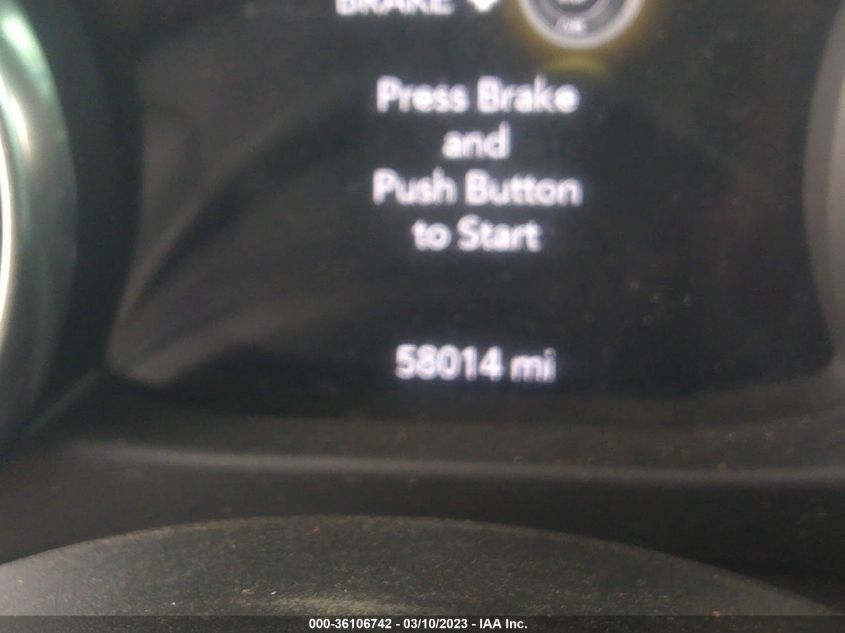 BRAKE
Press Brake
and
Push Button
to Start
58014 mi
000-36106742 - 03/10/2023 - IAA Inc.